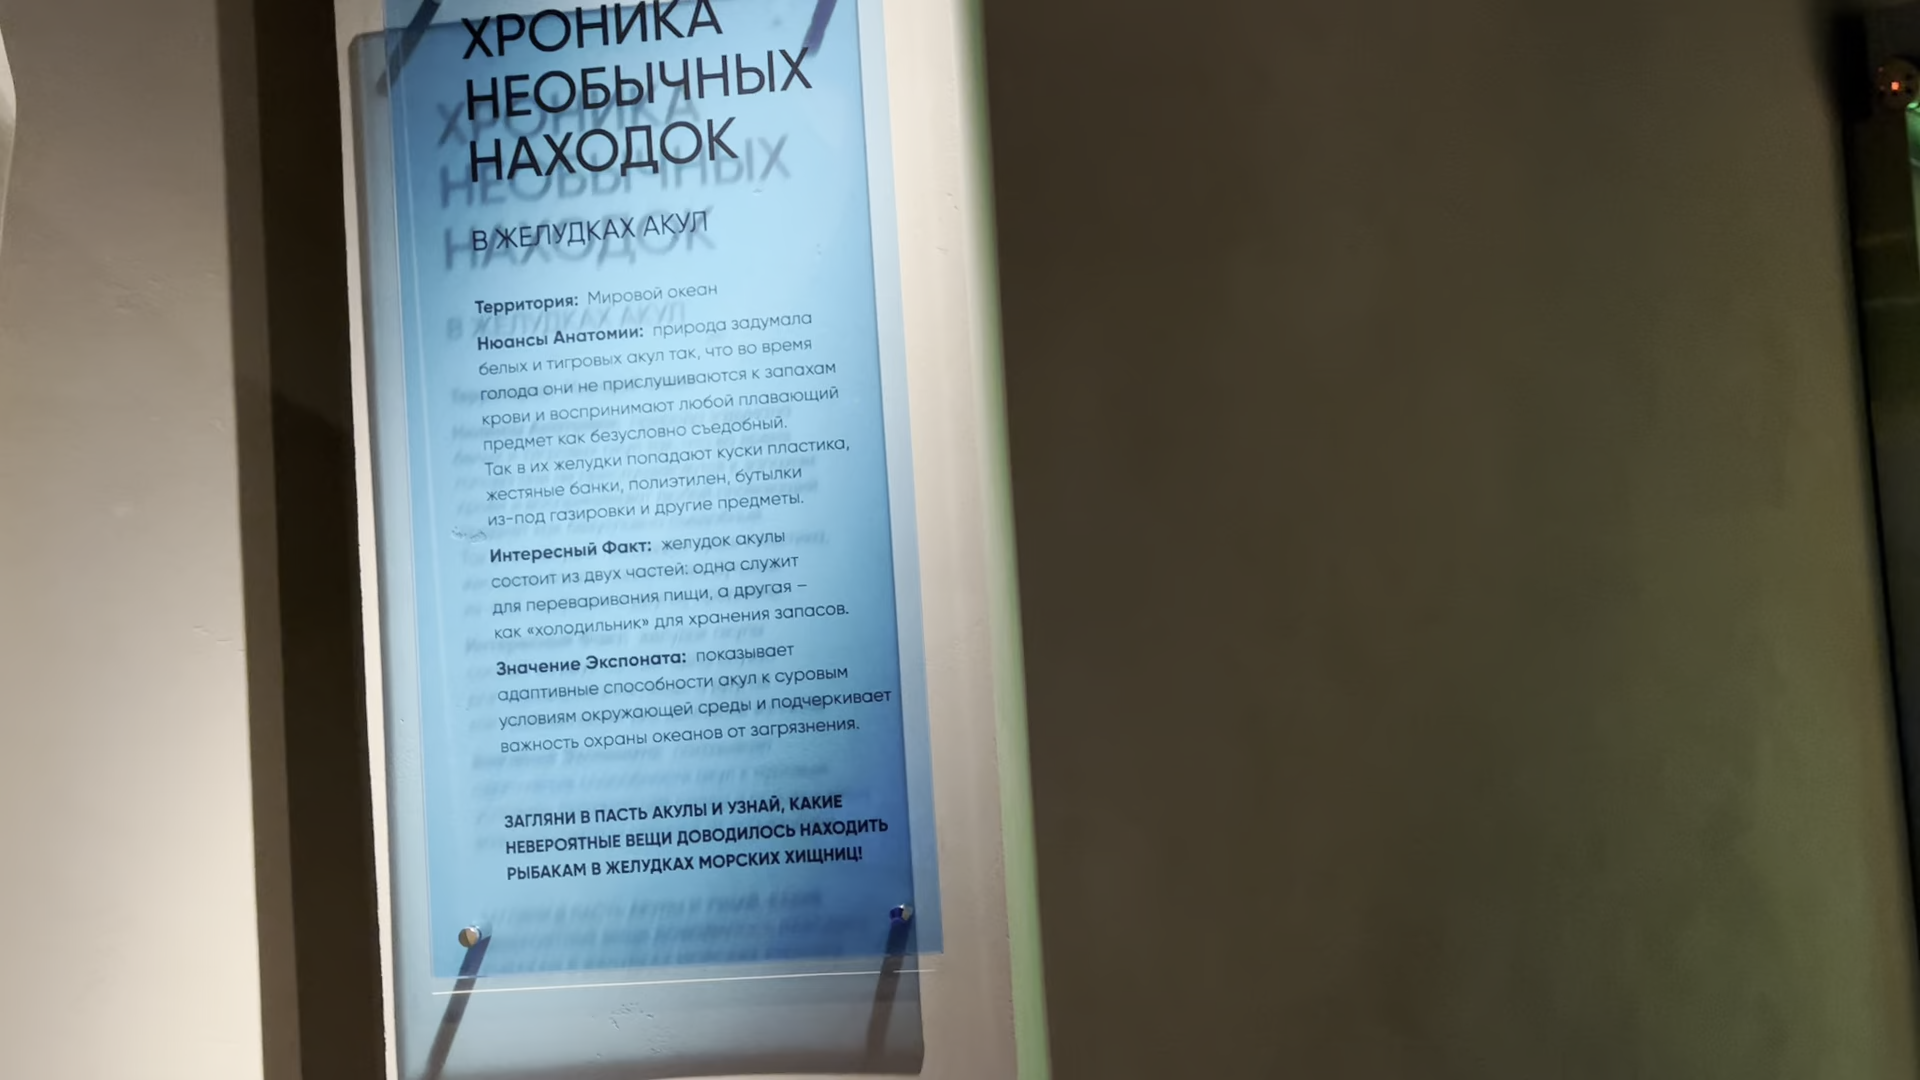 ХРОНИКА
НЕОБЫЧНЫХ
НАХОДОК
В ЖЕЛУДКАХ АКУЛ
Территория: Мировой океан
Нюансы Анатомии: природа задумала
белых и тигровых акул так, что во время
голода они не прислушиваются к запахам
крови и воспринимают любой плавающий
предмет как безусловно съедобный.
Так в их желудки попадают куски пластика,
жестяные банки, полиэтилен, бутылки
из-под газировки и другие предметы.
Интересный Факт: желудок акулы
состоит из двух частей: одна служит
для переваривания пищи, а другая –
как «холодильник» для хранения запасов.
Значение Экспоната: показывает
адаптивные способности акул к суровым
условиям окружающей среды и подчеркивает
важность охраны океанов от загрязнения.
ЗАГЛЯНИ В ПАСТЬ АКУЛЫ И УЗНАЙ, КАКИЕ
НЕВЕРОЯТНЫЕ ВЕЩИ ДОВОДИЛОСЬ НАХОДИТЬ
РЫБАКАМ В ЖЕЛУДКАХ МОРСКИХ ХИЩНИЦ!